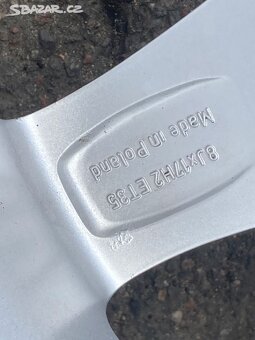 SBAZAR.CZ
8Jx17H2 ET35
Made in Poland